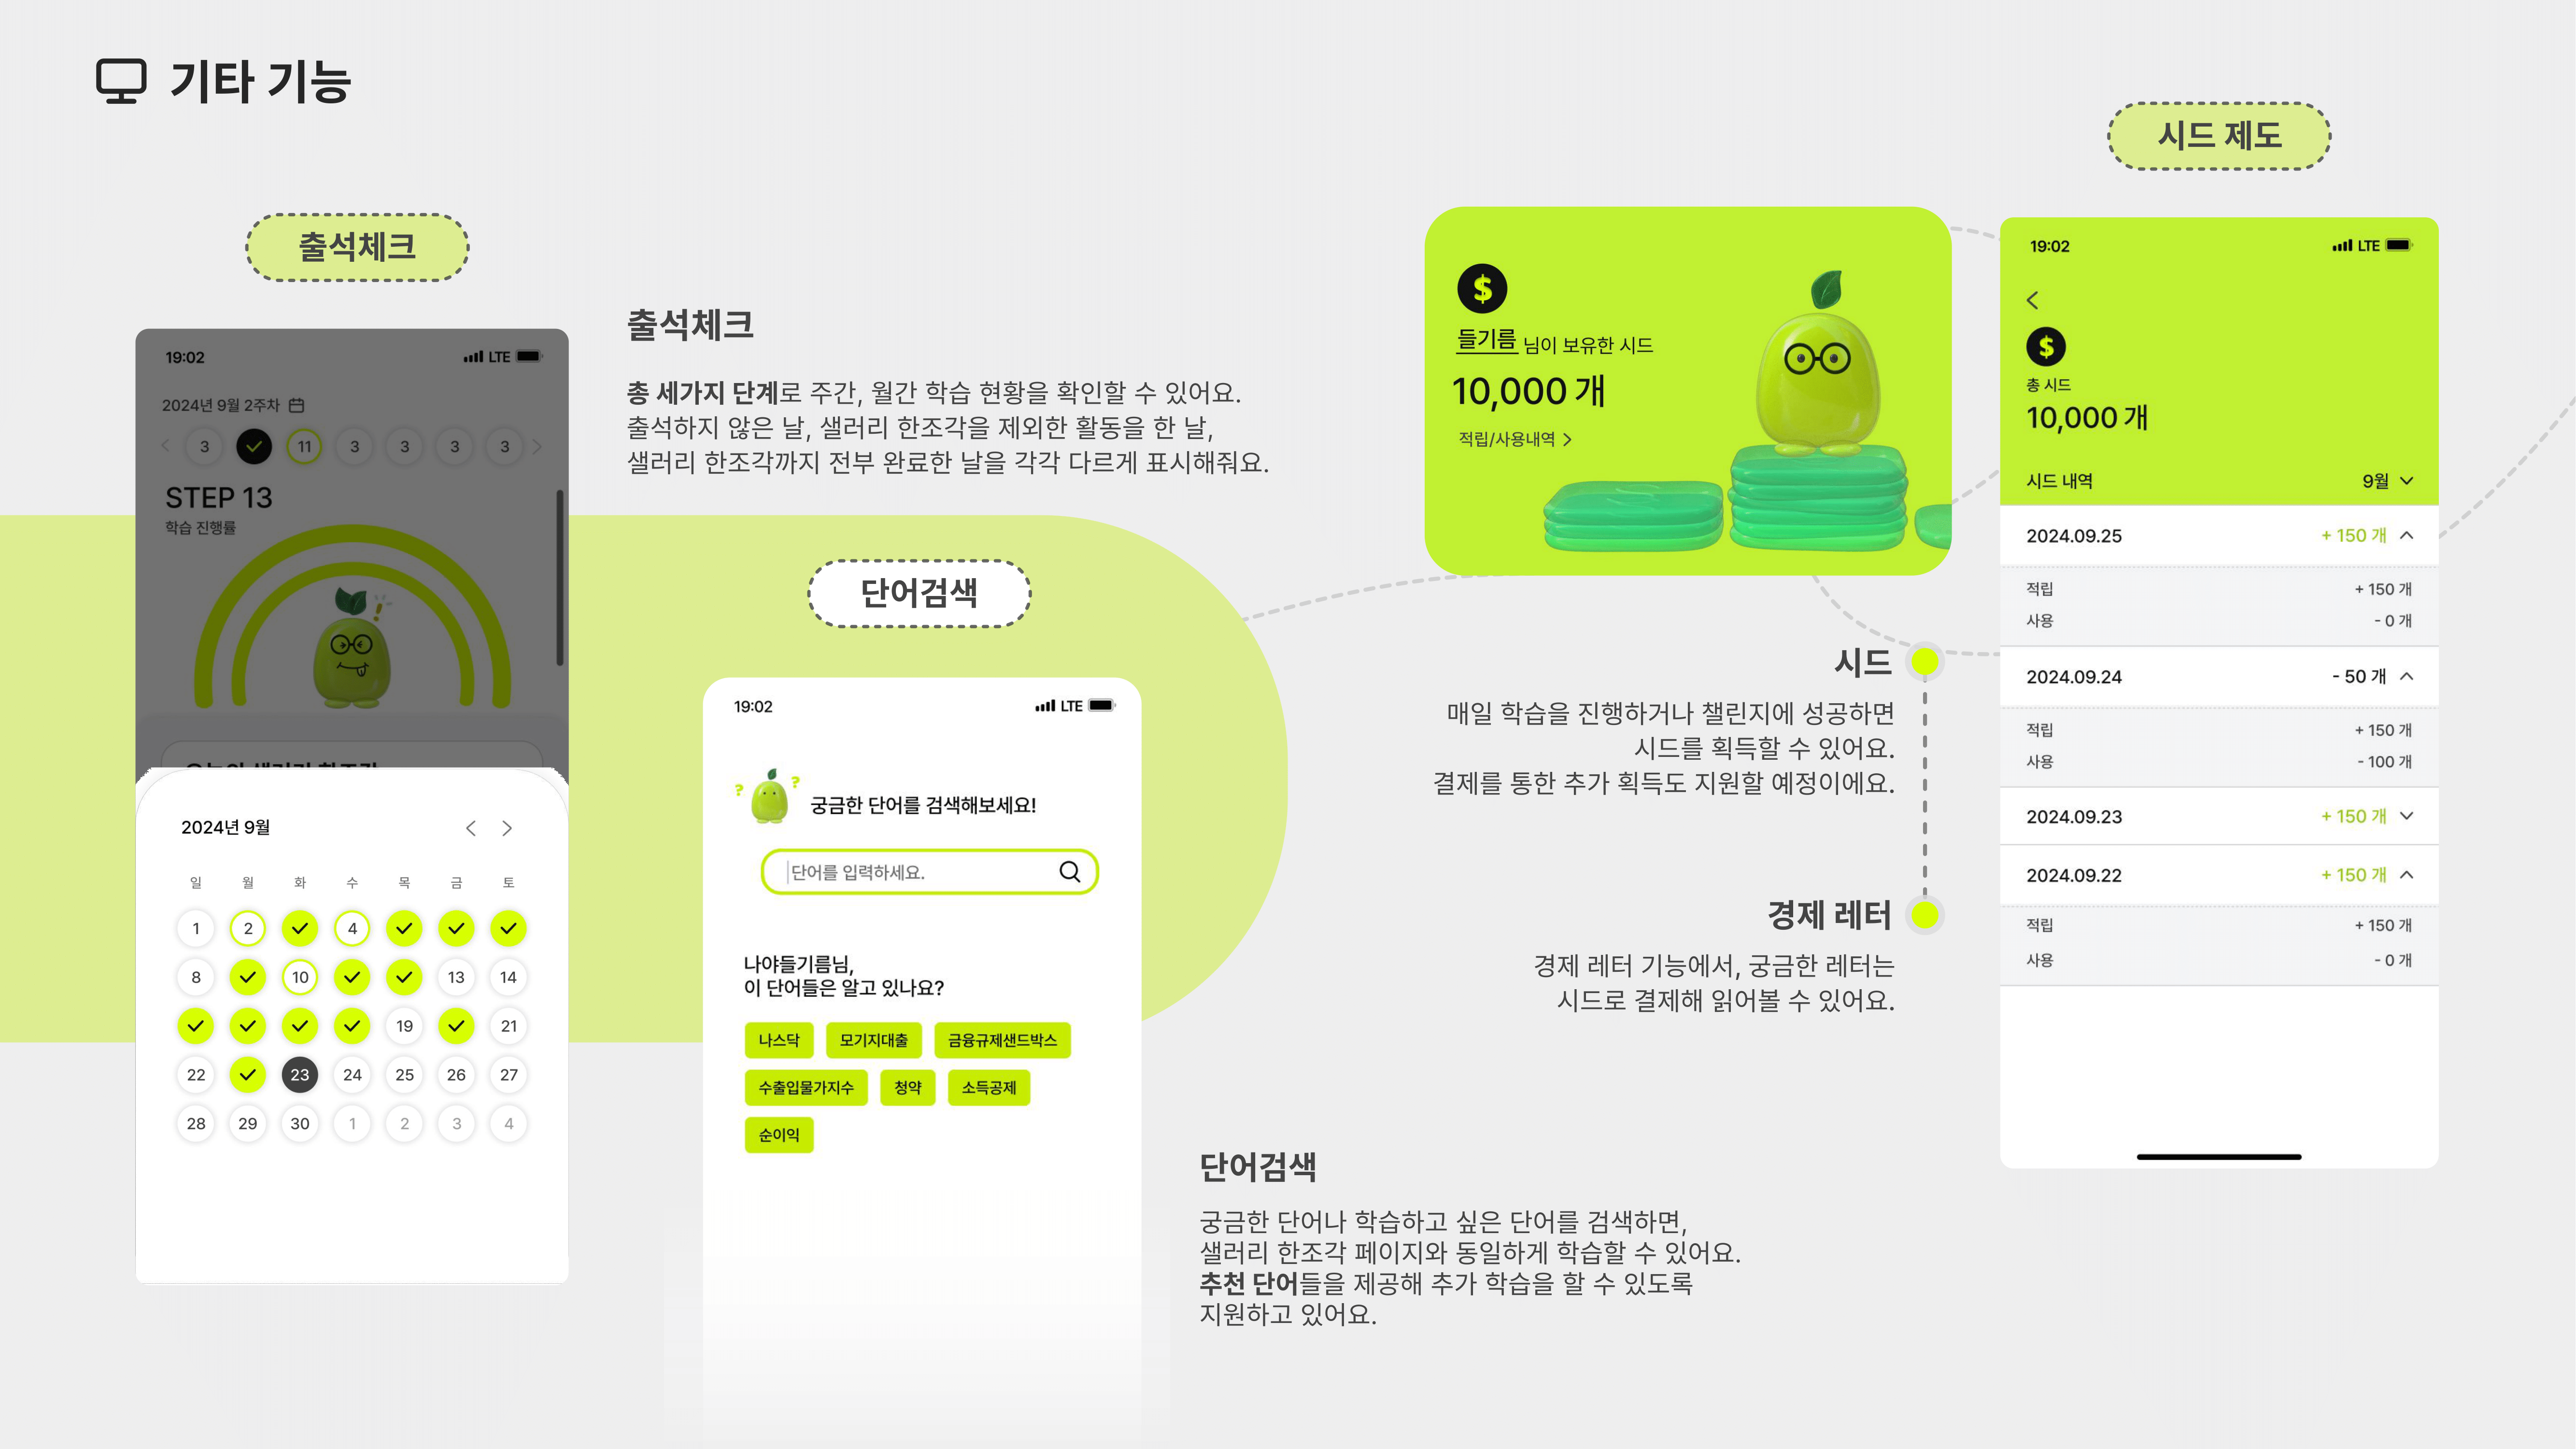 기타 기능
출석체크
19:02
LTE
2024년 9월 2주차
3 11 3 3 3 3
STEP 13
학습 진행률
2024년 9월
일 월 화 수 목 금 토
1 2 4
8 10 13 14
19 21
22 23 24 25 26 27
28 29 30 1 2 3 4
출석체크
총 세가지 단계로 주간, 월간 학습 현황을 확인할 수 있어요.
출석하지 않은 날, 샐러리 한조각을 제외한 활동을 한 날,
샐러리 한조각까지 전부 완료한 날을 각각 다르게 표시해줘요.
단어검색
19:02
LTE
? ?
궁금한 단어를 검색해보세요!
단어를 입력하세요.
나야들기름님,
이 단어들은 알고 있나요?
나스닥 모기지대출 금융규제샌드박스
수출입물가지수 청약 소득공제
순이익
단어검색
궁금한 단어나 학습하고 싶은 단어를 검색하면,
샐러리 한조각 페이지와 동일하게 학습할 수 있어요.
추천 단어들을 제공해 추가 학습을 할 수 있도록
지원하고 있어요.
$
들기름 님이 보유한 시드
10,000 개
적립/사용내역
시드
매일 학습을 진행하거나 챌린지에 성공하면
시드를 획득할 수 있어요.
결제를 통한 추가 획득도 지원할 예정이에요.
경제 레터
경제 레터 기능에서, 궁금한 레터는
시드로 결제해 읽어볼 수 있어요.
시드 제도
19:02
LTE
$
총 시드
10,000 개
시드 내역 9월
2024.09.25 + 150 개
적립 + 150 개
사용 - 0 개
2024.09.24 - 50 개
적립 + 150 개
사용 - 100 개
2024.09.23 + 150 개
2024.09.22 + 150 개
적립 + 150 개
사용 - 0 개